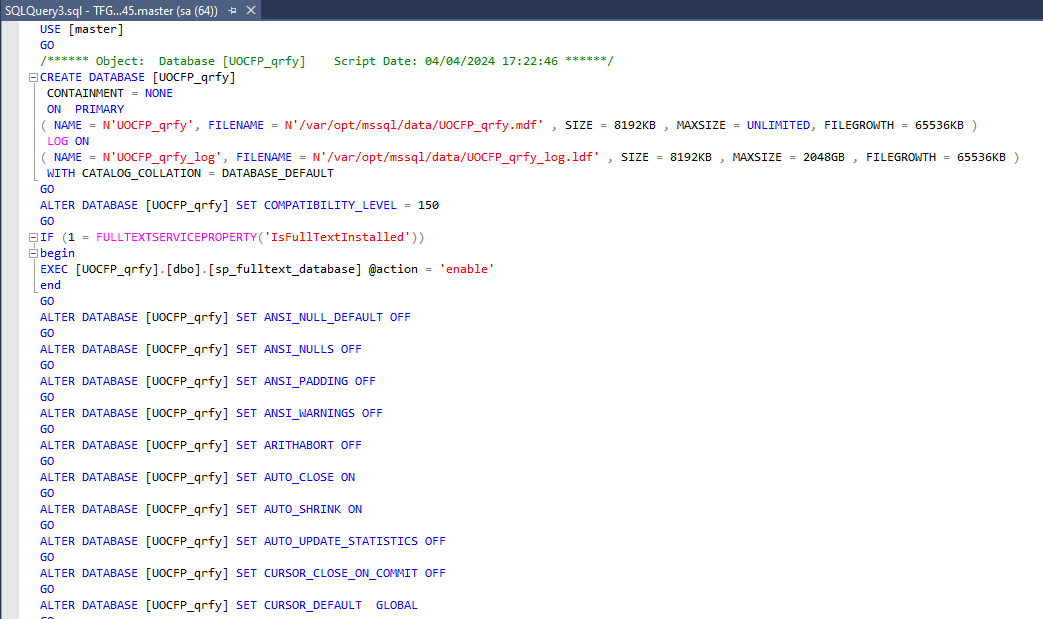 SQLQuery3.sql - TFG...45.master (sa (64))
USE [master]
GO
/****** Object:  Database [UOCFP_qrfy]    Script Date: 04/04/2024 17:22:46 ******/
CREATE DATABASE [UOCFP_qrfy]
 CONTAINMENT = NONE
 ON  PRIMARY
( NAME = N'UOCFP_qrfy', FILENAME = N'/var/opt/mssql/data/UOCFP_qrfy.mdf' , SIZE = 8192KB , MAXSIZE = UNLIMITED, FILEGROWTH = 65536KB )
 LOG ON
( NAME = N'UOCFP_qrfy_log', FILENAME = N'/var/opt/mssql/data/UOCFP_qrfy_log.ldf' , SIZE = 8192KB , MAXSIZE = 2048GB , FILEGROWTH = 65536KB )
 WITH CATALOG_COLLATION = DATABASE_DEFAULT
GO
ALTER DATABASE [UOCFP_qrfy] SET COMPATIBILITY_LEVEL = 150
GO
IF (1 = FULLTEXTSERVICEPROPERTY('IsFullTextInstalled'))
begin
EXEC [UOCFP_qrfy].[dbo].[sp_fulltext_database] @action = 'enable'
end
GO
ALTER DATABASE [UOCFP_qrfy] SET ANSI_NULL_DEFAULT OFF
GO
ALTER DATABASE [UOCFP_qrfy] SET ANSI_NULLS OFF
GO
ALTER DATABASE [UOCFP_qrfy] SET ANSI_PADDING OFF
GO
ALTER DATABASE [UOCFP_qrfy] SET ANSI_WARNINGS OFF
GO
ALTER DATABASE [UOCFP_qrfy] SET ARITHABORT OFF
GO
ALTER DATABASE [UOCFP_qrfy] SET AUTO_CLOSE ON
GO
ALTER DATABASE [UOCFP_qrfy] SET AUTO_SHRINK ON
GO
ALTER DATABASE [UOCFP_qrfy] SET AUTO_UPDATE_STATISTICS OFF
GO
ALTER DATABASE [UOCFP_qrfy] SET CURSOR_CLOSE_ON_COMMIT OFF
GO
ALTER DATABASE [UOCFP_qrfy] SET CURSOR_DEFAULT  GLOBAL